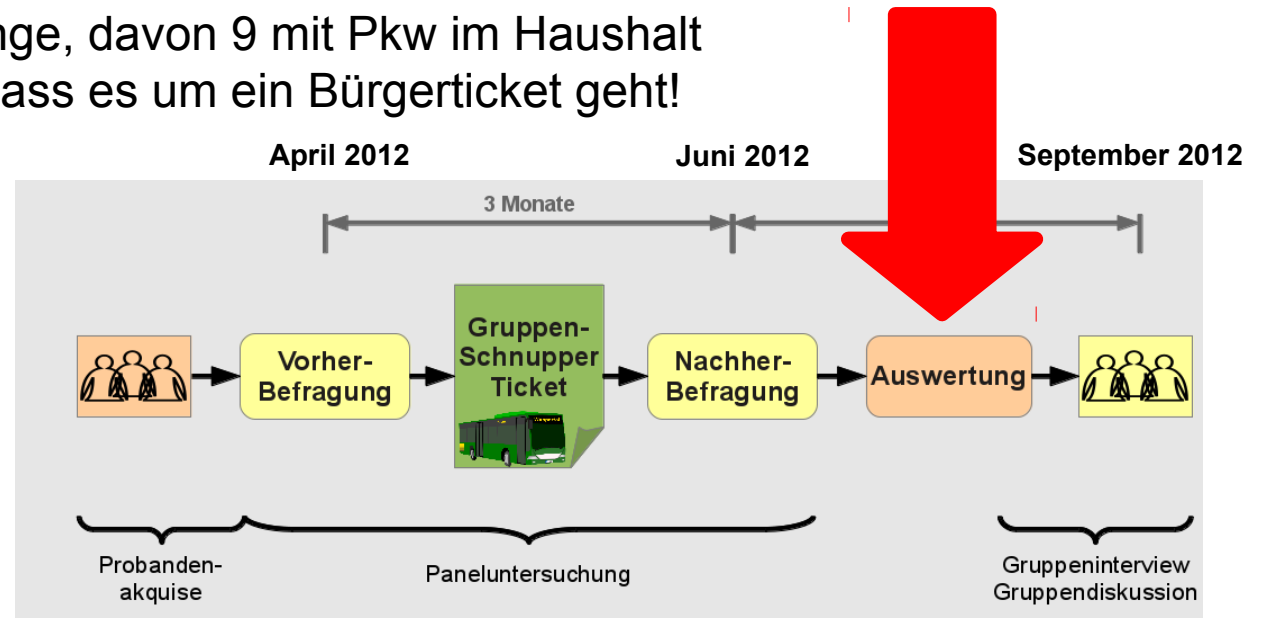 nge, davon 9 mit Pkw im Haushalt
ass es um ein Bürgerticket geht!
April 2012
Juni 2012
September 2012
3 Monate
Vorher-
Befragung
Gruppen-
Schnupper
Ticket
Nachher-
Befragung
Auswertung
Probanden-
akquise
Paneluntersuchung
Gruppeninterview
Gruppendiskussion